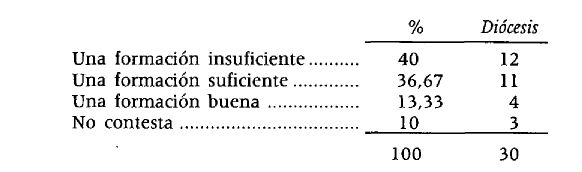 % Diócesis
Una formación insuficiente .......... 40 12
Una formación suficiente ............. 36,67 11
Una formación buena .................. 13,33 4
No contesta ................................... 10 3
100 30